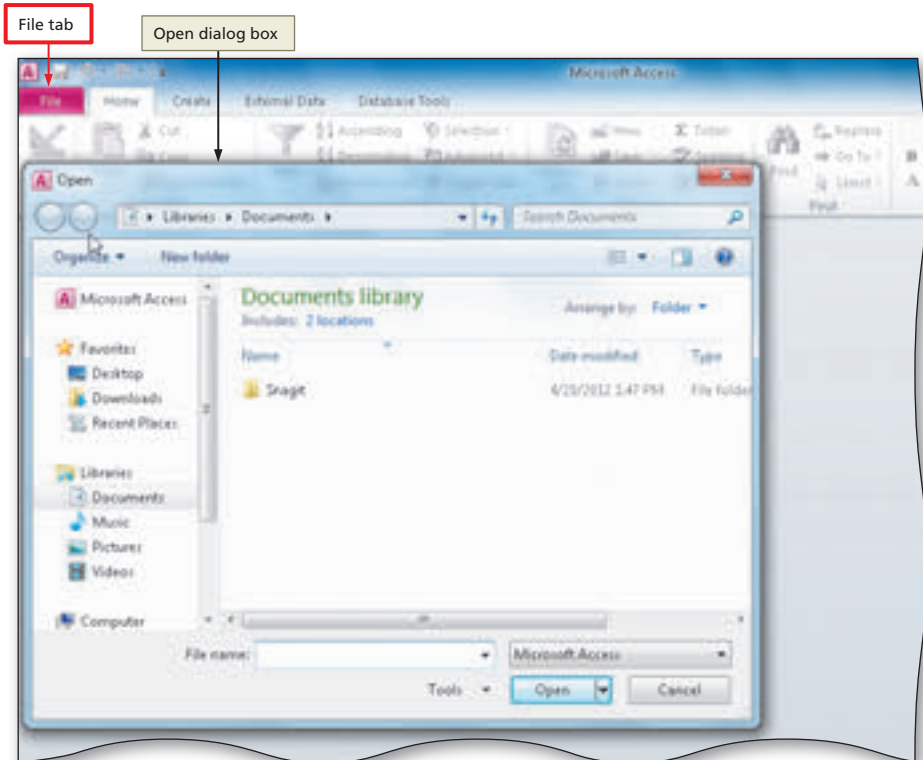 File tab
Open dialog box
Microsoft Access
File Home Create External Data Database Tools
Cut Ascending Selection Totals Replace
Copy Go To
Find Select
Find
Open
Libraries Documents Search Documents
Organize New folder
Microsoft Access
Documents library
Includes: 2 locations
Arrange by: Folder
Favorites
Desktop
Downloads
Recent Places
Name Date modified Type
Snagit 1:47 PM File folder
Libraries
Documents
Music
Pictures
Videos
Computer
File name: Microsoft Access
Tools Open Cancel